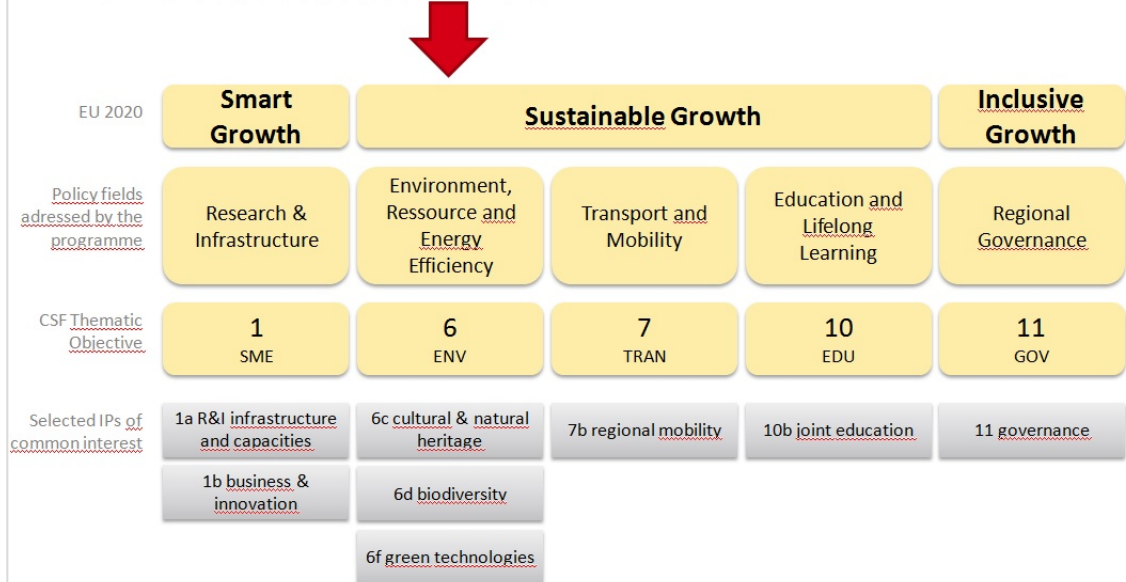 EU 2020
Smart
Growth
Sustainable Growth
Inclusive
Growth
Policy fields
adressed by the
programme
Research &
Infrastructure
Environment,
Ressource and
Energy
Efficiency
Transport and
Mobility
Education and
Lifelong
Learning
Regional
Governance
CSF Thematic
Objective
1
SME
6
ENV
7
TRAN
10
EDU
11
GOV
Selected IPs of
common interest
1a R&I infrastructure
and capacities
6c cultural & natural
heritage
7b regional mobility
10b joint education
11 governance
1b business &
innovation
6d biodiversity
6f green technologies